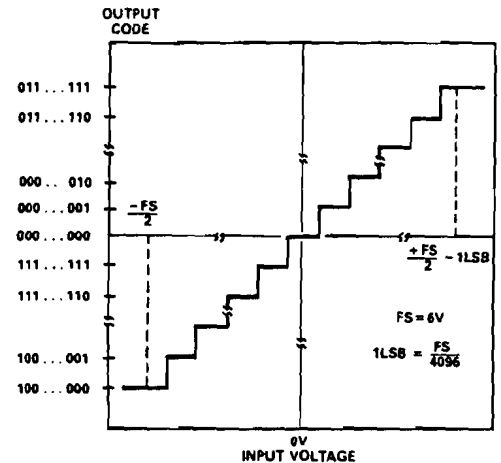 OUTPUT
CODE
011...111
011...110
000...010
000...001
000...000
111...111
111...110
100...001
100...000
-FS
2
+FS
2
- 1LSB
FS = 6V
1LSB = FS
4096
0V
INPUT VOLTAGE